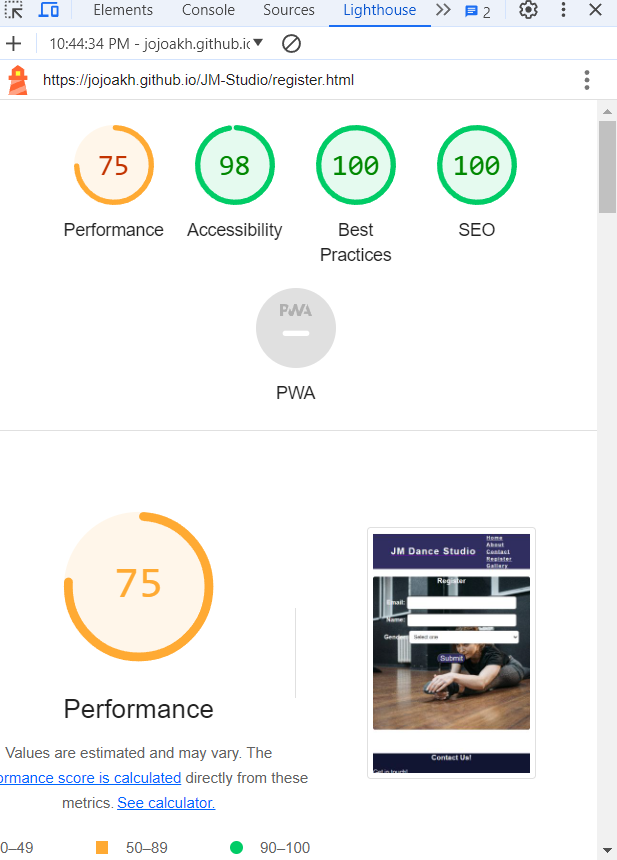 Elements Console Sources Lighthouse 2
10:44:34 PM - jojoakh.github.io
https://jojoakh.github.io/JM-Studio/register.html
75 98 100 100
Performance Accessibility Best Practices SEO
PWA
PWA
75
JM Dance Studio
Home
About
Contact
Register
Gallery
Register
Email:
Name:
Gender: Select one
Submit
Contact Us!
Get in touch!
Performance
Values are estimated and may vary. The
ormance score is calculated directly from these
metrics. See calculator.
0–49 50–89 90–100